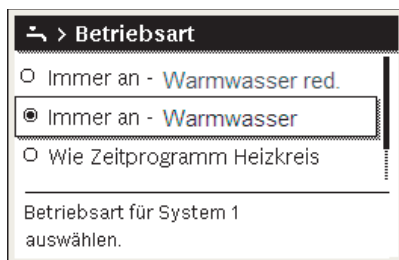 > Betriebsart
Immer an - Warmwasser red.
Immer an - Warmwasser
Wie Zeitprogramm Heizkreis
Betriebsart für System 1
auswählen.